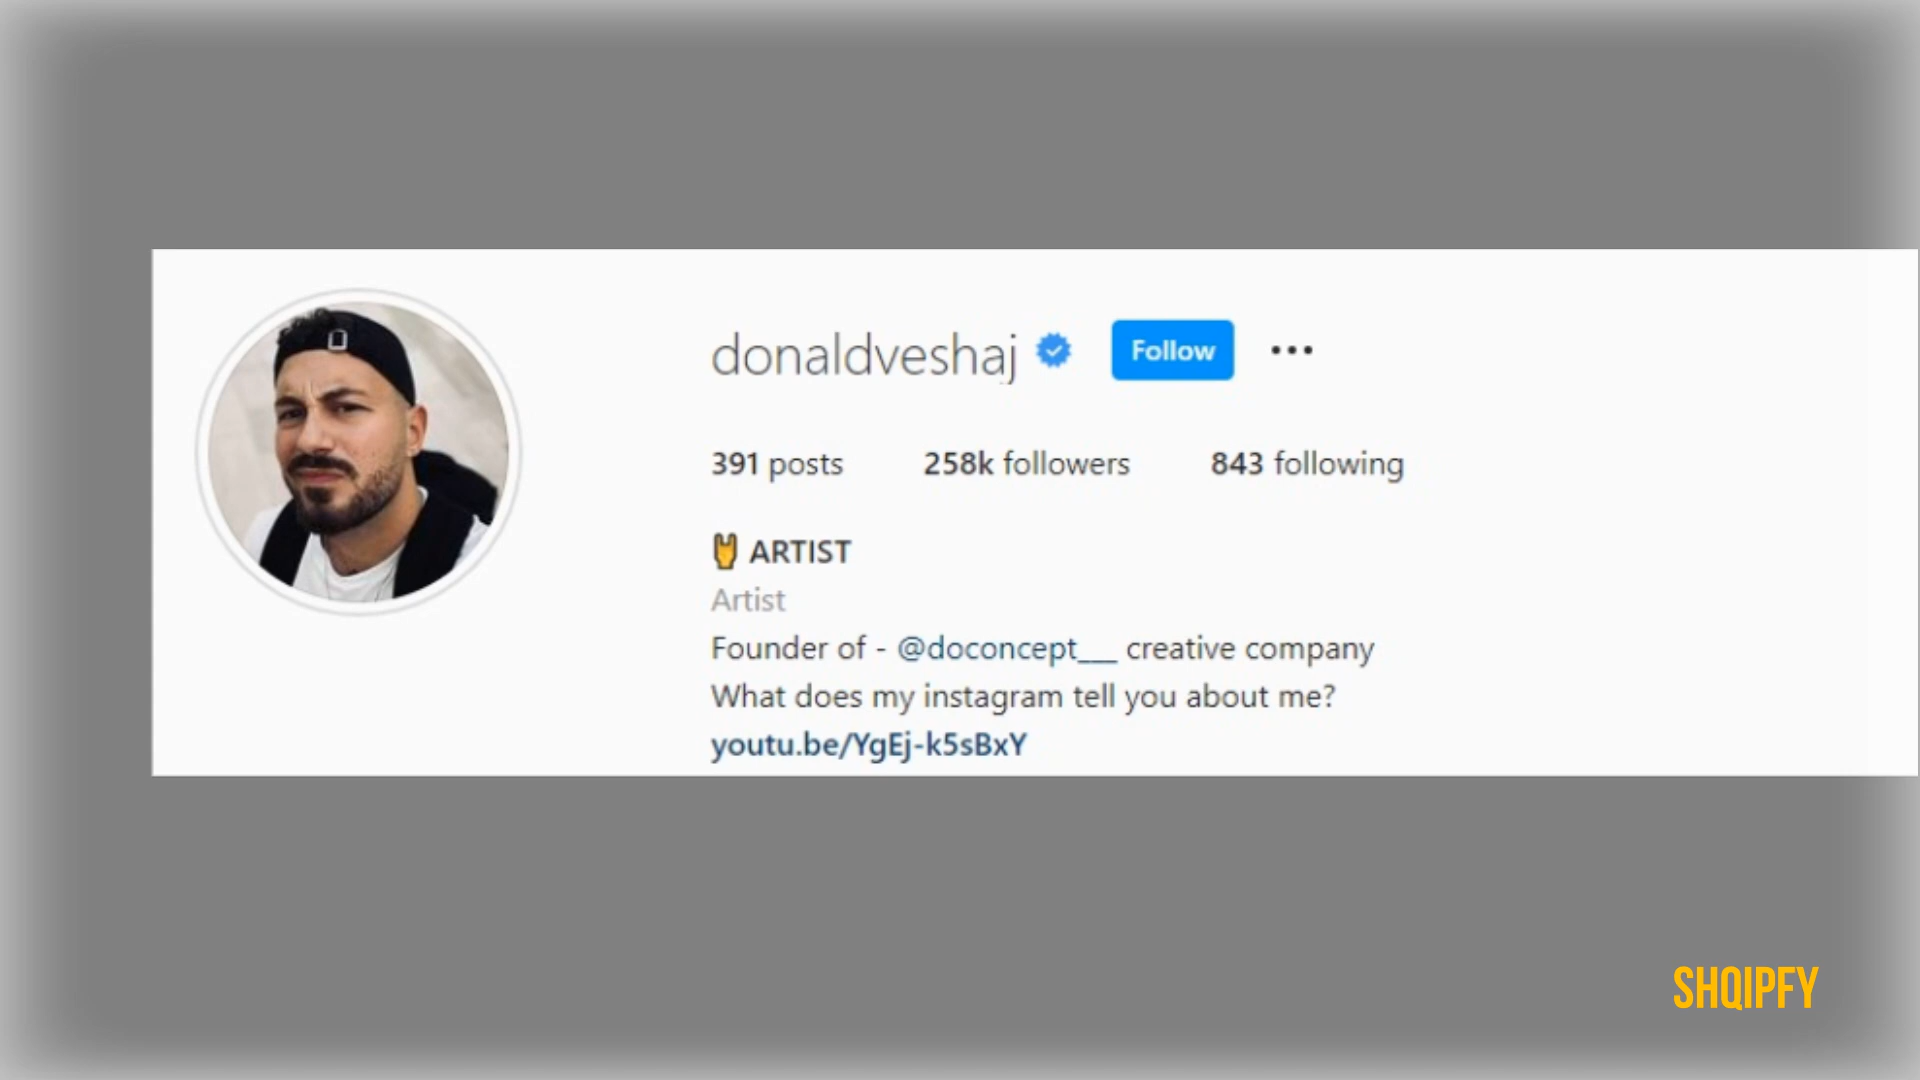 donaldveshaj Follow
391 posts 258k followers 843 following
🤘 ARTIST
Artist
Founder of - @doconcept___ creative company
What does my instagram tell you about me?
youtu.be/YgEj-k5sBxY
SHQIPFY